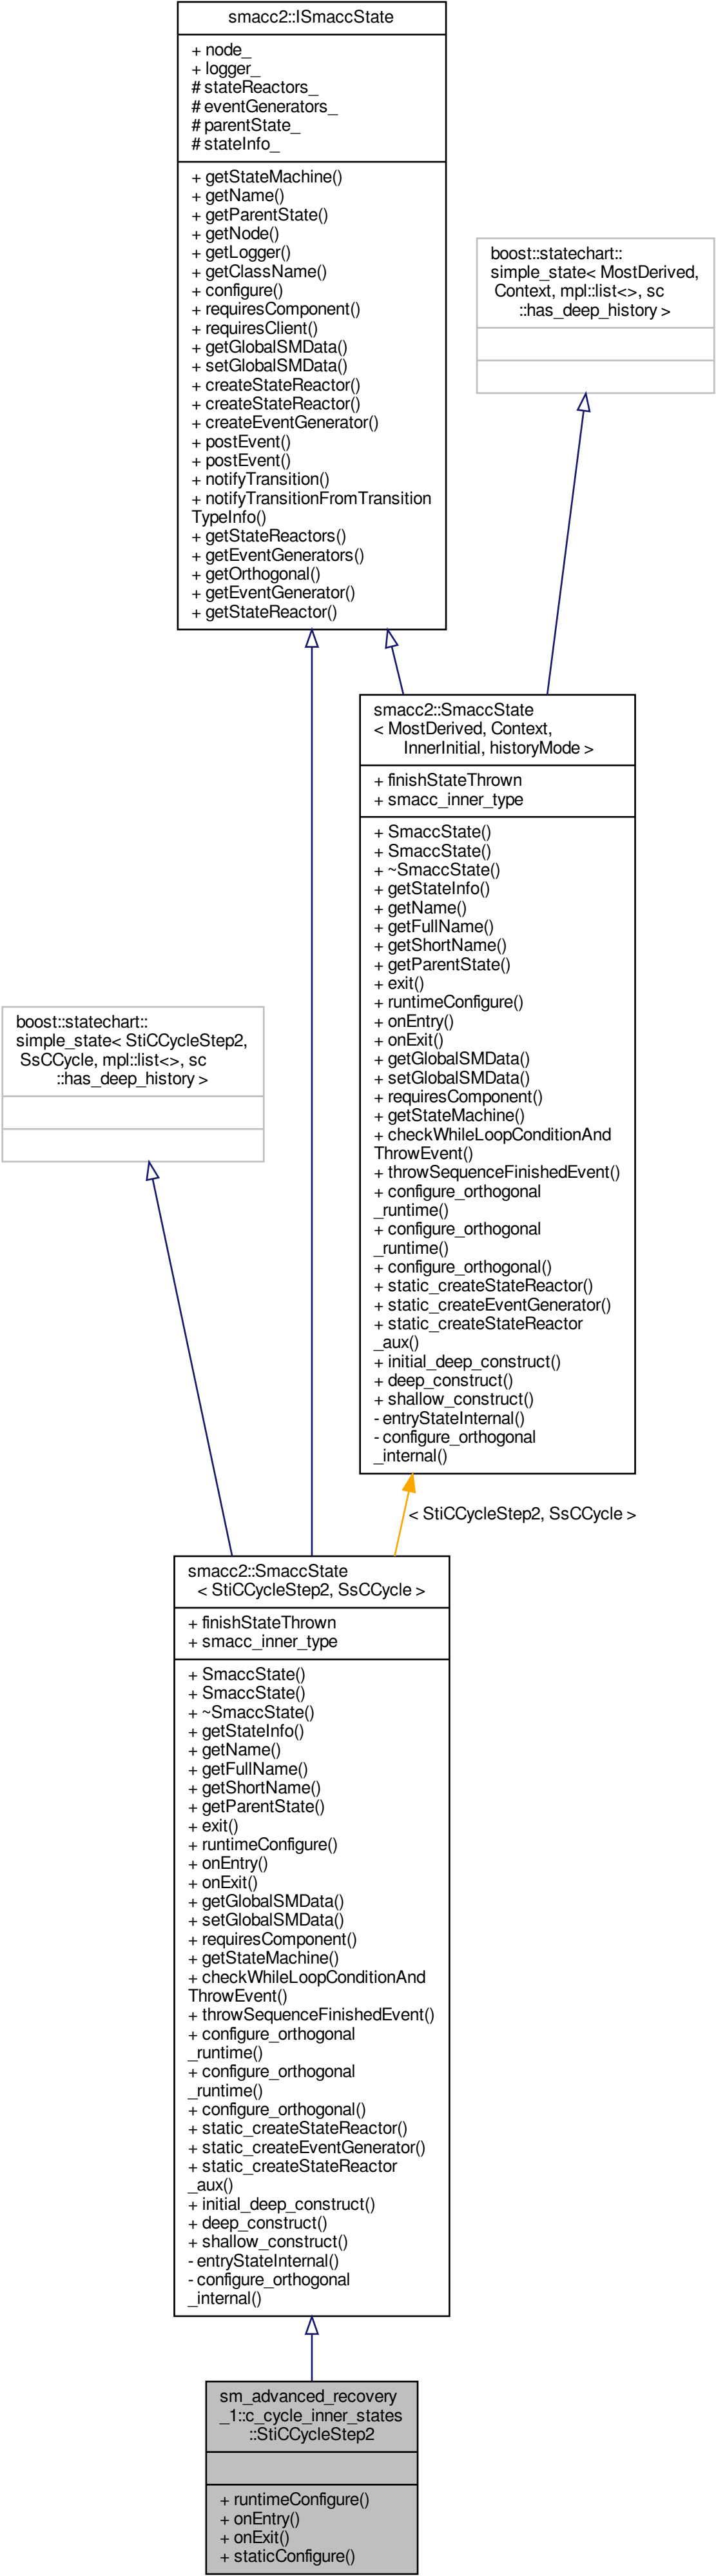 smacc2::ISmaccState
+ node_
+ logger_
# stateReactors_
# eventGenerators_
# parentState_
# stateInfo_
+ getStateMachine()
+ getName()
+ getParentState()
+ getNode()
+ getLogger()
+ getClassName()
+ configure()
+ requiresComponent()
+ requiresClient()
+ getGlobalSMData()
+ setGlobalSMData()
+ createStateReactor()
+ createStateReactor()
+ createEventGenerator()
+ postEvent()
+ postEvent()
+ notifyTransition()
+ notifyTransitionFromTransition
TypeInfo()
+ getStateReactors()
+ getEventGenerators()
+ getOrthogonal()
+ getEventGenerator()
+ getStateReactor()
boost::statechart::
simple_state< MostDerived,
Context, mpl::list<>, sc
::has_deep_history >
smacc2::SmaccState
< MostDerived, Context,
InnerInitial, historyMode >
+ finishStateThrown
+ smacc_inner_type
+ SmaccState()
+ SmaccState()
+ ~SmaccState()
+ getStateInfo()
+ getName()
+ getFullName()
+ getShortName()
+ getParentState()
+ exit()
+ runtimeConfigure()
+ onEntry()
+ onExit()
+ getGlobalSMData()
+ setGlobalSMData()
+ requiresComponent()
+ getStateMachine()
+ checkWhileLoopConditionAnd
ThrowEvent()
+ throwSequenceFinishedEvent()
+ configure_orthogonal
_runtime()
+ configure_orthogonal
_runtime()
+ configure_orthogonal()
+ static_createStateReactor()
+ static_createEventGenerator()
+ static_createStateReactor
_aux()
+ initial_deep_construct()
+ deep_construct()
+ shallow_construct()
- entryStateInternal()
- configure_orthogonal
_internal()
boost::statechart::
simple_state< StiCCycleStep2,
SsCCycle, mpl::list<>, sc
::has_deep_history >
< StiCCycleStep2, SsCCycle >
smacc2::SmaccState
< StiCCycleStep2, SsCCycle >
+ finishStateThrown
+ smacc_inner_type
+ SmaccState()
+ SmaccState()
+ ~SmaccState()
+ getStateInfo()
+ getName()
+ getFullName()
+ getShortName()
+ getParentState()
+ exit()
+ runtimeConfigure()
+ onEntry()
+ onExit()
+ getGlobalSMData()
+ setGlobalSMData()
+ requiresComponent()
+ getStateMachine()
+ checkWhileLoopConditionAnd
ThrowEvent()
+ throwSequenceFinishedEvent()
+ configure_orthogonal
_runtime()
+ configure_orthogonal
_runtime()
+ configure_orthogonal()
+ static_createStateReactor()
+ static_createEventGenerator()
+ static_createStateReactor
_aux()
+ initial_deep_construct()
+ deep_construct()
+ shallow_construct()
- entryStateInternal()
- configure_orthogonal
_internal()
sm_advanced_recovery
_1::c_cycle_inner_states
::StiCCycleStep2
+ runtimeConfigure()
+ onEntry()
+ onExit()
+ staticConfigure()